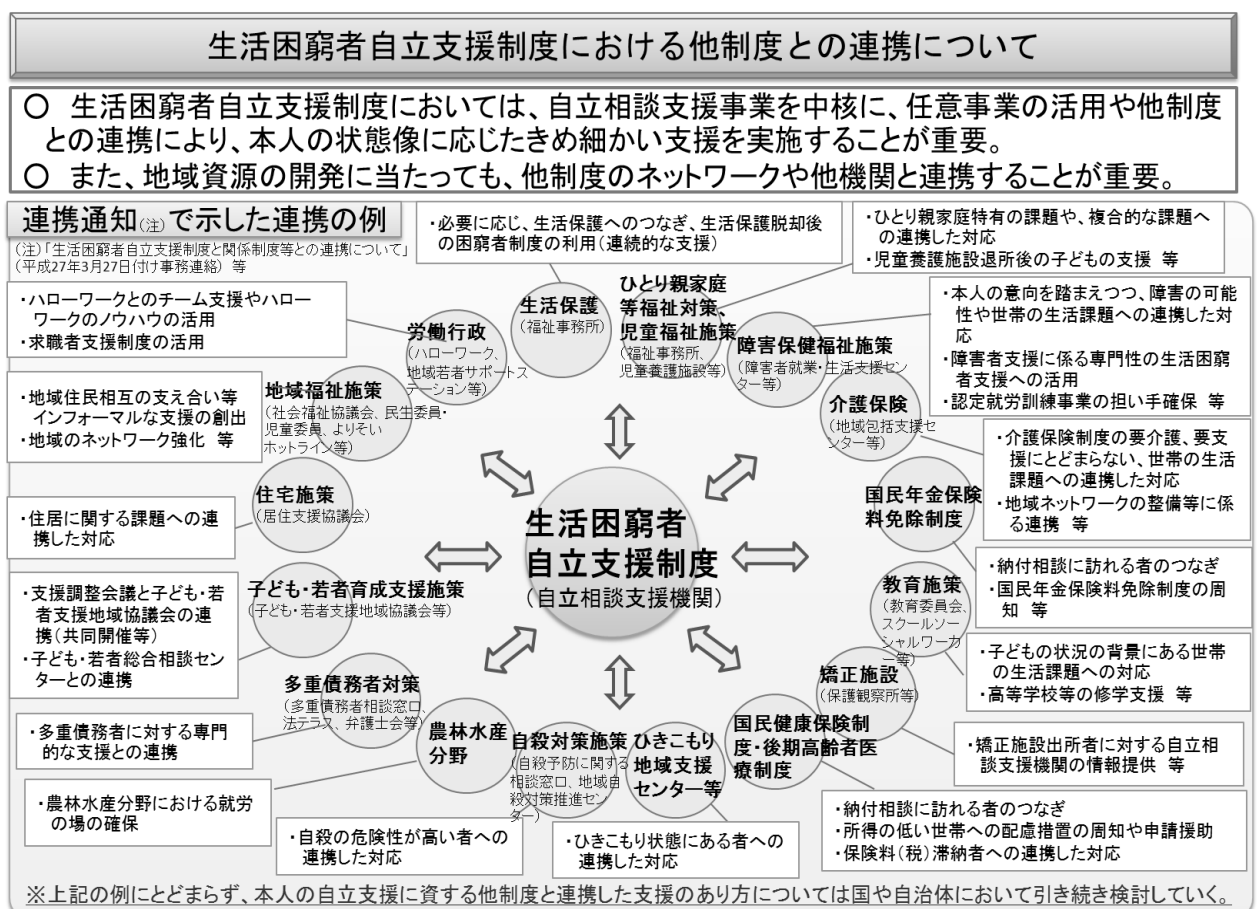 生活困窮者自立支援制度における他制度との連携について
○ 生活困窮者自立支援制度においては、自立相談支援事業を中核に、任意事業の活用や他制度
との連携により、本人の状態像に応じたきめ細かい支援を実施することが重要。
○ また、地域資源の開発に当たっても、他制度のネットワークや他機関と連携することが重要。
連携通知(注)で示した連携の例
(注)「生活困窮者自立支援制度と関係制度等との連携について」
(平成27年3月27日付け事務連絡) 等
・必要に応じ、生活保護へのつなぎ、生活保護脱却後
の困窮者制度の利用(連続的な支援)
・ひとり親家庭特有の課題や、複合的な課題へ
の連携した対応
・児童養護施設退所後の子どもの支援 等
・ハローワークとのチーム支援やハロー
ワークのノウハウの活用
・求職者支援制度の活用
労働行政
(ハローワーク、
地域若者サポートス
テーション等)
生活保護
(福祉事務所)
ひとり親家庭
等福祉対策、
児童福祉施策
(福祉事務所、
児童養護施設等)
障害保健福祉施策
(障害者就業・生活支援セン
ター等)
・本人の意向を踏まえつつ、障害の可能
性や世帯の生活課題への連携した対
応
・障害者支援に係る専門性の生活困窮
者支援への活用
・認定就労訓練事業の担い手確保 等
・地域住民相互の支え合い等
インフォーマルな支援の創出
・地域のネットワーク強化 等
地域福祉施策
(社会福祉協議会、民生委員・
児童委員、よりそい
ホットライン等)
介護保険
(地域包括支援セ
ンター等)
・介護保険制度の要介護、要支
援にとどまらない、世帯の生活
課題への連携した対応
・地域ネットワークの整備等に係
る連携 等
・住居に関する課題への連
携した対応
住宅施策
(居住支援協議会)
生活困窮者
自立支援制度
(自立相談支援機関)
国民年金保険
料免除制度
・納付相談に訪れる者のつなぎ
・国民年金保険料免除制度の周
知 等
・支援調整会議と子ども・若
者支援地域協議会の連
携(共同開催等)
・子ども・若者総合相談セン
ターとの連携
子ども・若者育成支援施策
(子ども・若者支援地域協議会等)
教育施策
(教育委員会、
スクールソー
シャルワーカ
ー等)
・子どもの状況の背景にある世帯
の生活課題への対応
・高等学校等の修学支援 等
・多重債務者に対する専門
的な支援との連携
多重債務者対策
(多重債務者相談窓口、
法テラス、弁護士会等)
矯正施設
(保護観察所等)
・矯正施設出所者に対する自立相
談支援機関の情報提供 等
・農林水産分野における就労
の場の確保
農林水産
分野
自殺対策施策
(自殺予防に関する
相談窓口、地域自
殺対策推進セン
ター)
ひきこもり
地域支援
センター等
国民健康保険制
度・後期高齢者医
療制度
・自殺の危険性が高い者への
連携した対応
・ひきこもり状態にある者への
連携した対応
・納付相談に訪れる者のつなぎ
・所得の低い世帯への配慮措置の周知や申請援助
・保険料(税)滞納者への連携した対応
※上記の例にとどまらず、本人の自立支援に資する他制度と連携した支援のあり方については国や自治体において引き続き検討していく。